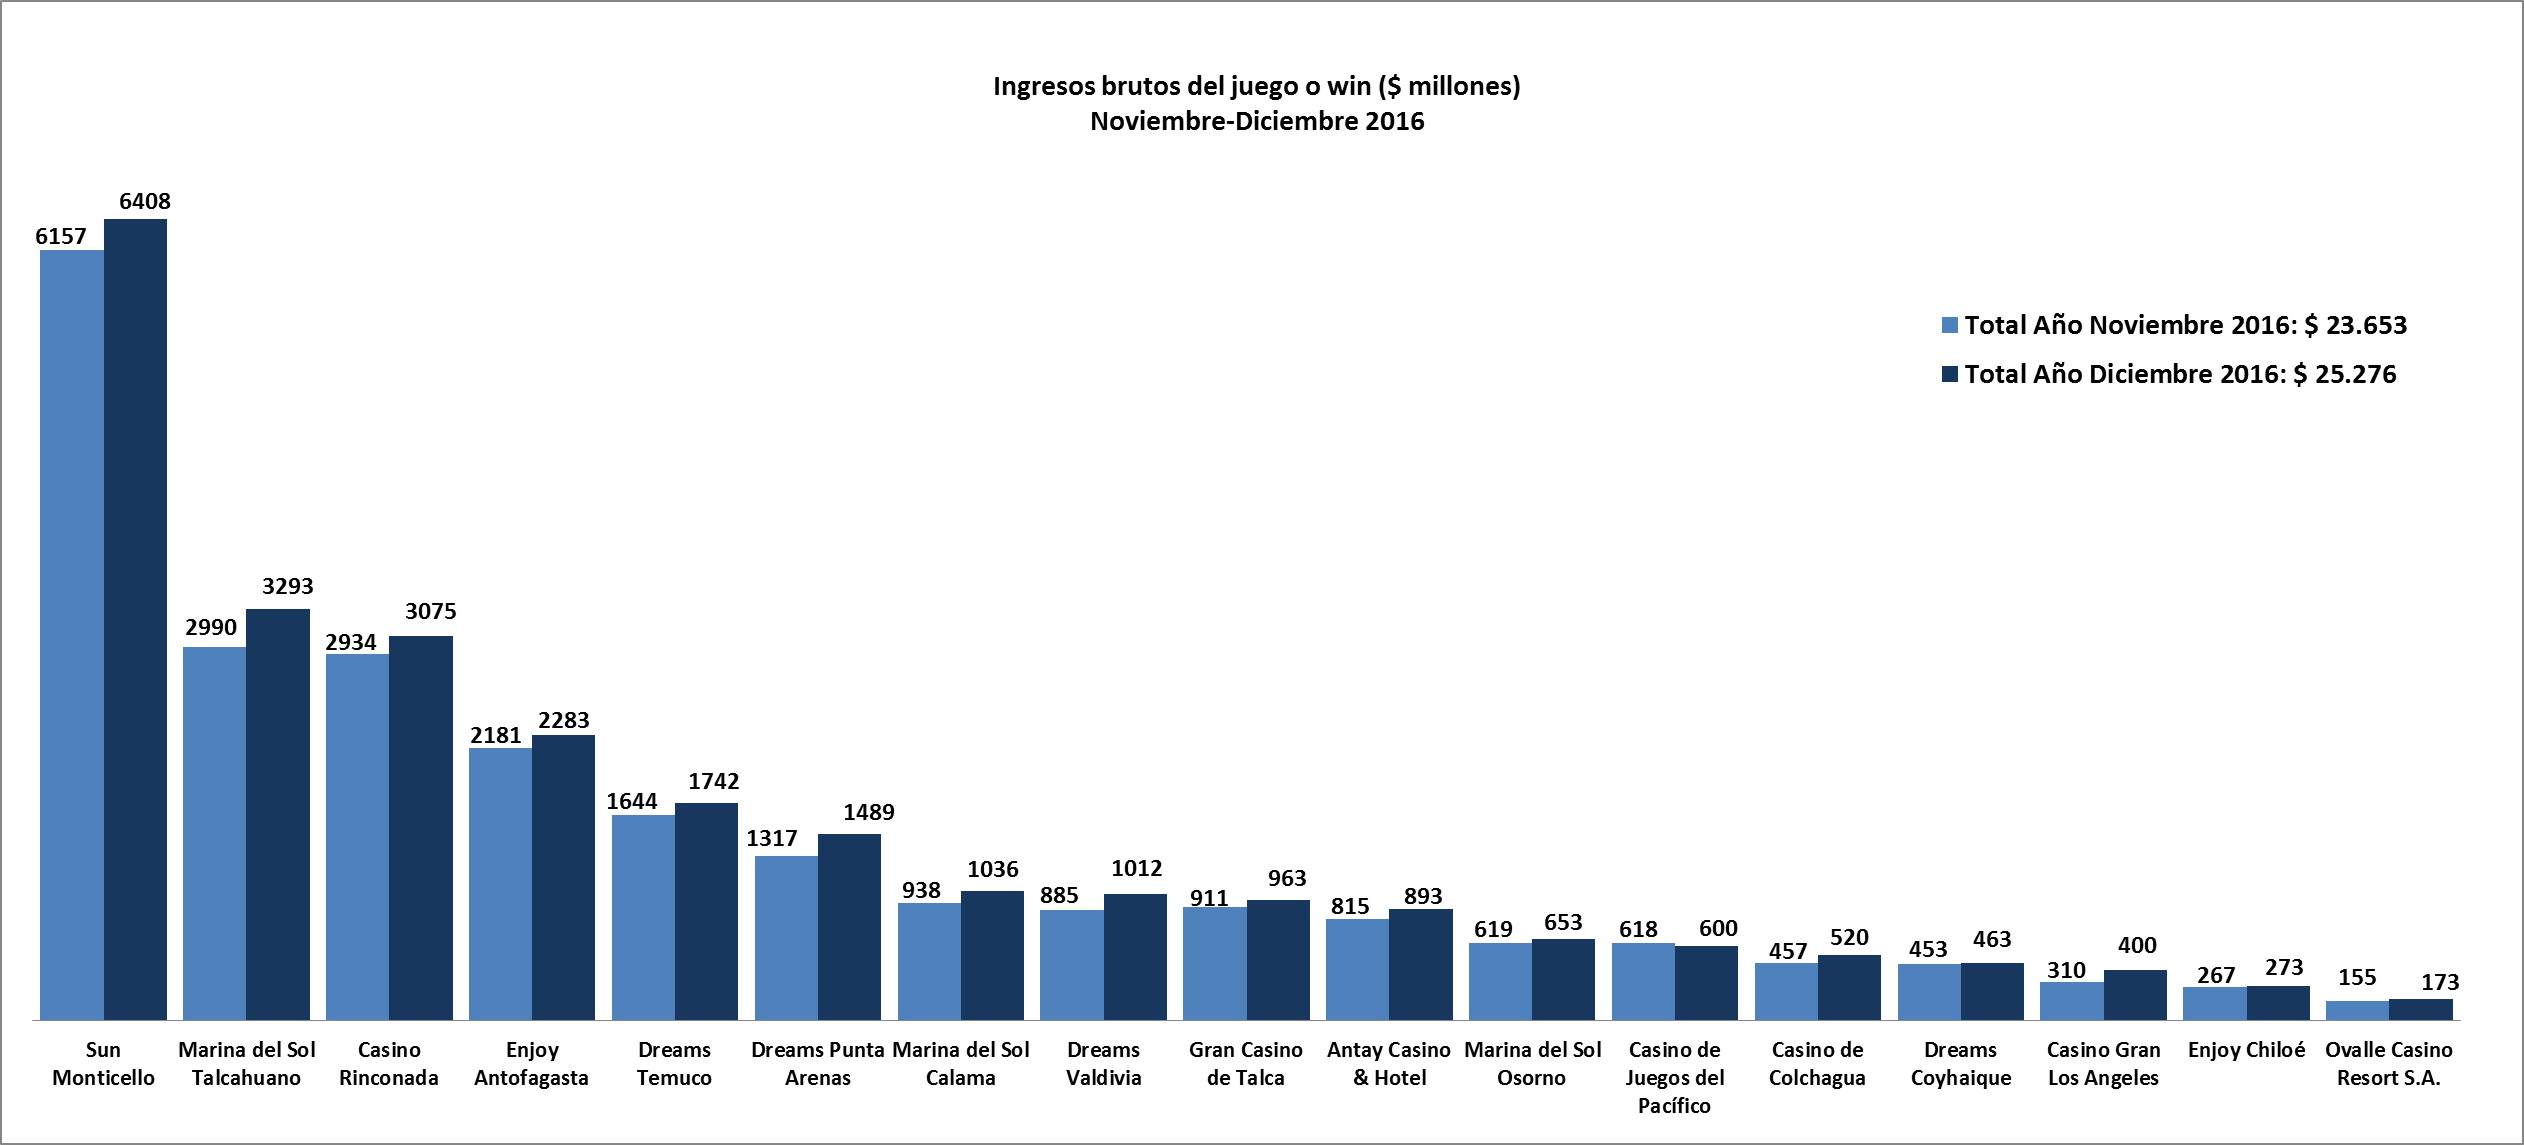 Ingresos brutos del juego o win ($ millones)
Noviembre-Diciembre 2016
Total Año Noviembre 2016: $ 23.653
Total Año Diciembre 2016: $ 25.276
6157
6408
2990
3293
2934
3075
2181
2283
1644
1742
1317
1489
938
1036
885
1012
911
963
815
893
619
653
618
600
457
520
453
463
310
400
267
273
155
173
Sun
Monticello
Marina del Sol
Talcahuano
Casino
Rinconada
Enjoy
Antofagasta
Dreams
Temuco
Dreams Punta
Arenas
Marina del Sol
Calama
Dreams
Valdivia
Gran Casino
de Talca
Antay Casino
& Hotel
Marina del Sol
Osorno
Casino de
Juegos del
Pacífico
Casino de
Colchagua
Dreams
Coyhaique
Casino Gran
Los Angeles
Enjoy Chiloé
Ovalle Casino
Resort S.A.